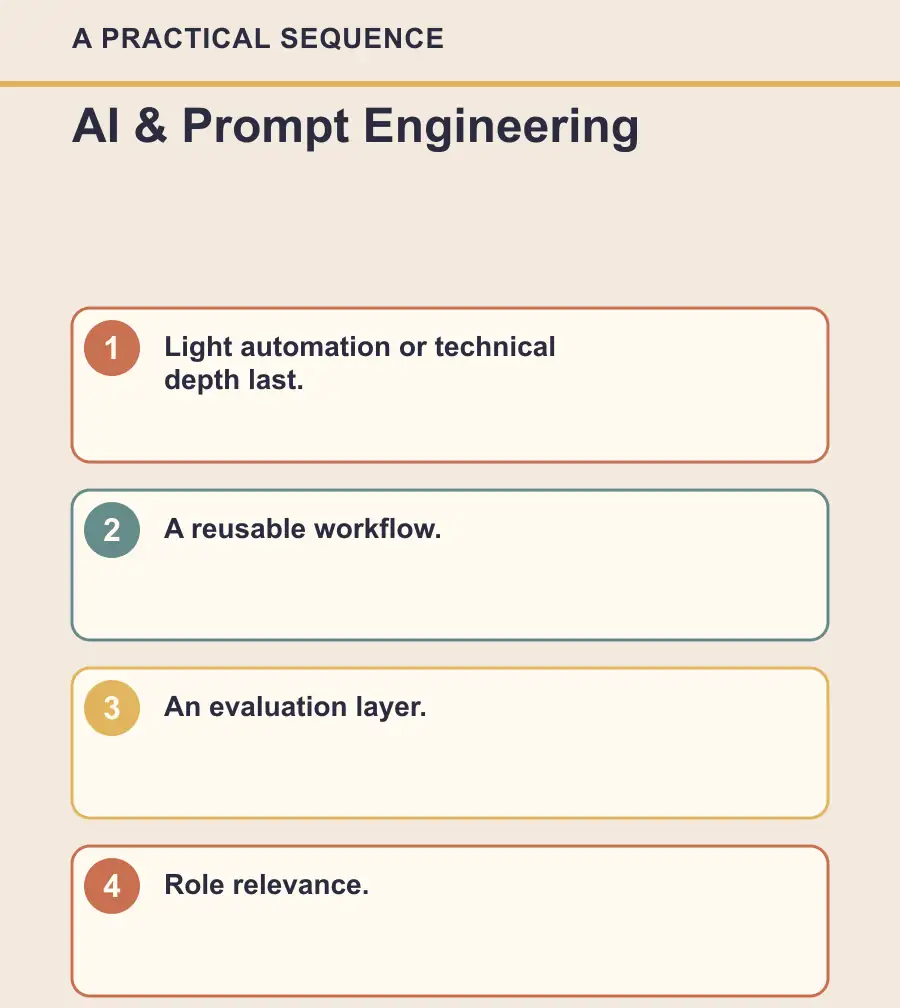 A PRACTICAL SEQUENCE
AI & Prompt Engineering
1
Light automation or technical
depth last.
2
A reusable workflow.
3
An evaluation layer.
4
Role relevance.